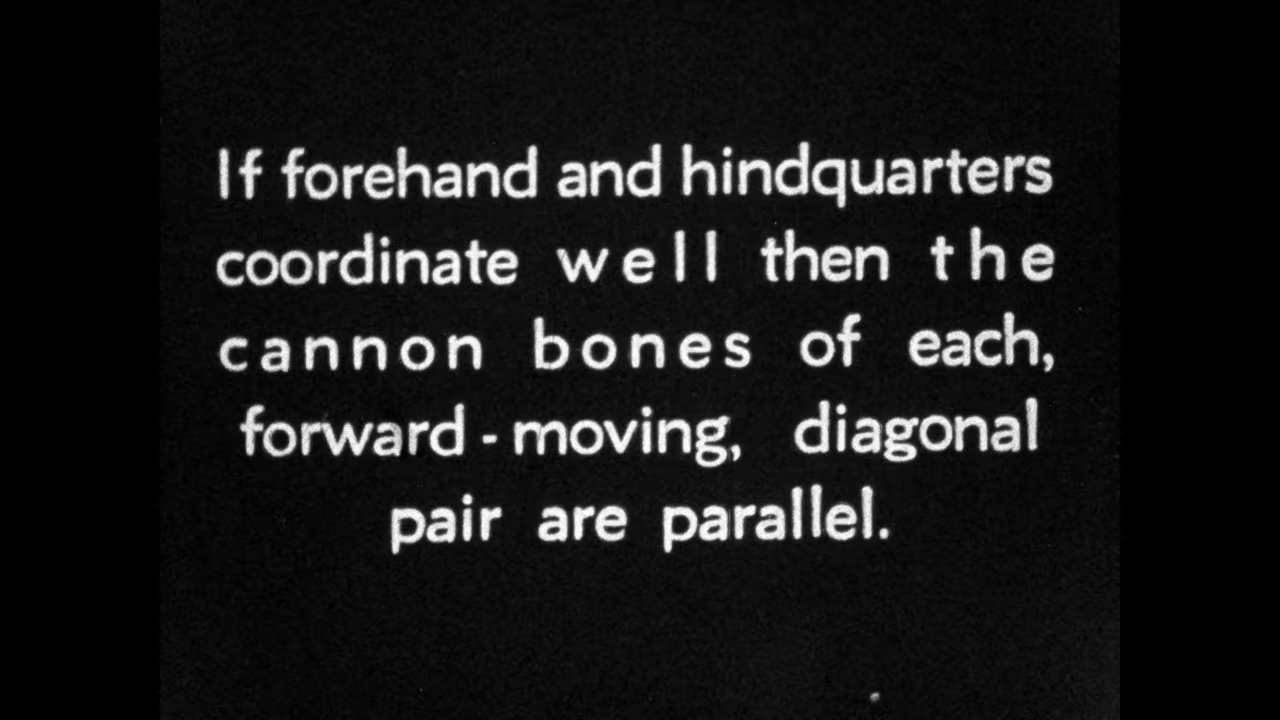 If forehand and hindquarters
coordinate well then the
cannon bones of each,
forward - moving, diagonal
pair are parallel.